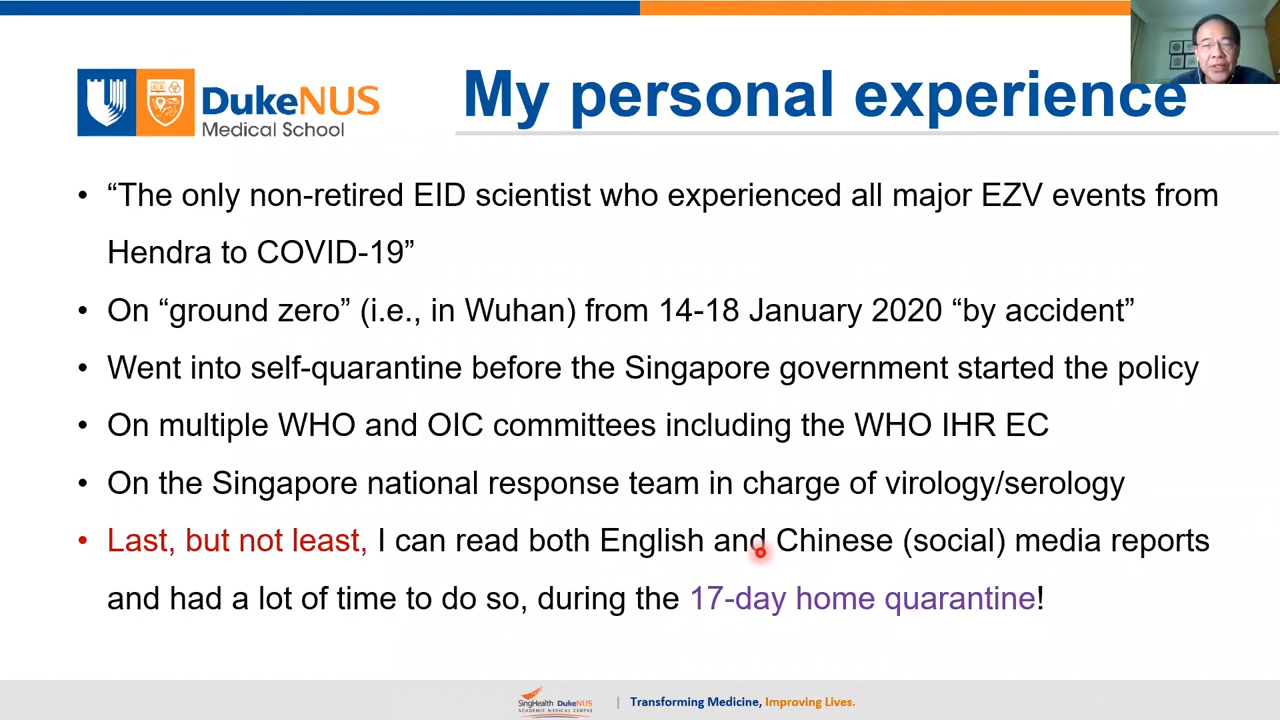 DukeNUS
Medical School
My personal experience
• “The only non-retired EID scientist who experienced all major EZV events from
Hendra to COVID-19”
• On “ground zero” (i.e., in Wuhan) from 14-18 January 2020 “by accident”
• Went into self-quarantine before the Singapore government started the policy
• On multiple WHO and OIC committees including the WHO IHR EC
• On the Singapore national response team in charge of virology/serology
• Last, but not least, I can read both English and Chinese (social) media reports
and had a lot of time to do so, during the 17-day home quarantine!
SingHealth DukeNUS
ACADEMIC MEDICAL CENTRE
| Transforming Medicine, Improving Lives.